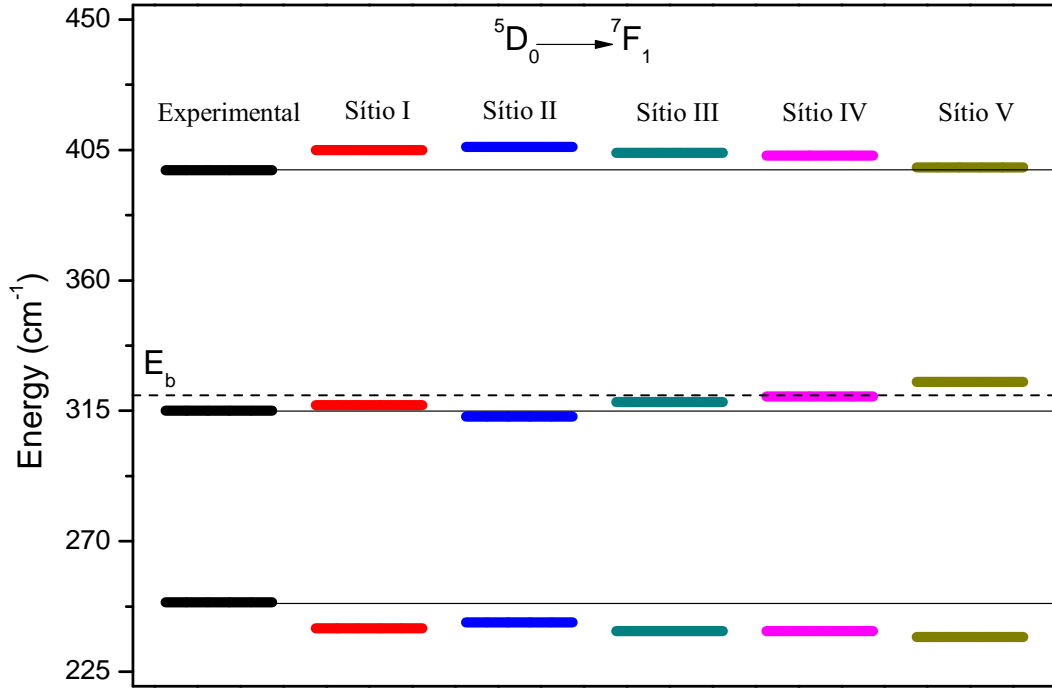 ⁵D₀ → ⁷F₁
Experimental Sítio I Sítio II Sítio III Sítio IV Sítio V
450
405
360
315
270
225
E_b
Energy (cm⁻¹)